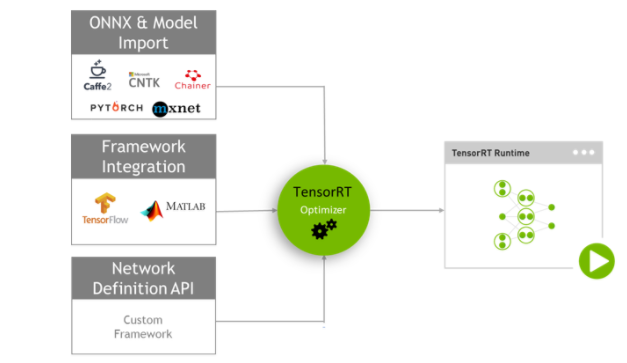 ONNX & Model
Import
Caffe2
Microsoft
CNTK
Chainer
PYTORCH
mxnet
Framework
Integration
TensorFlow
MATLAB
Network
Definition API
Custom
Framework
TensorRT
Optimizer
TensorRT Runtime